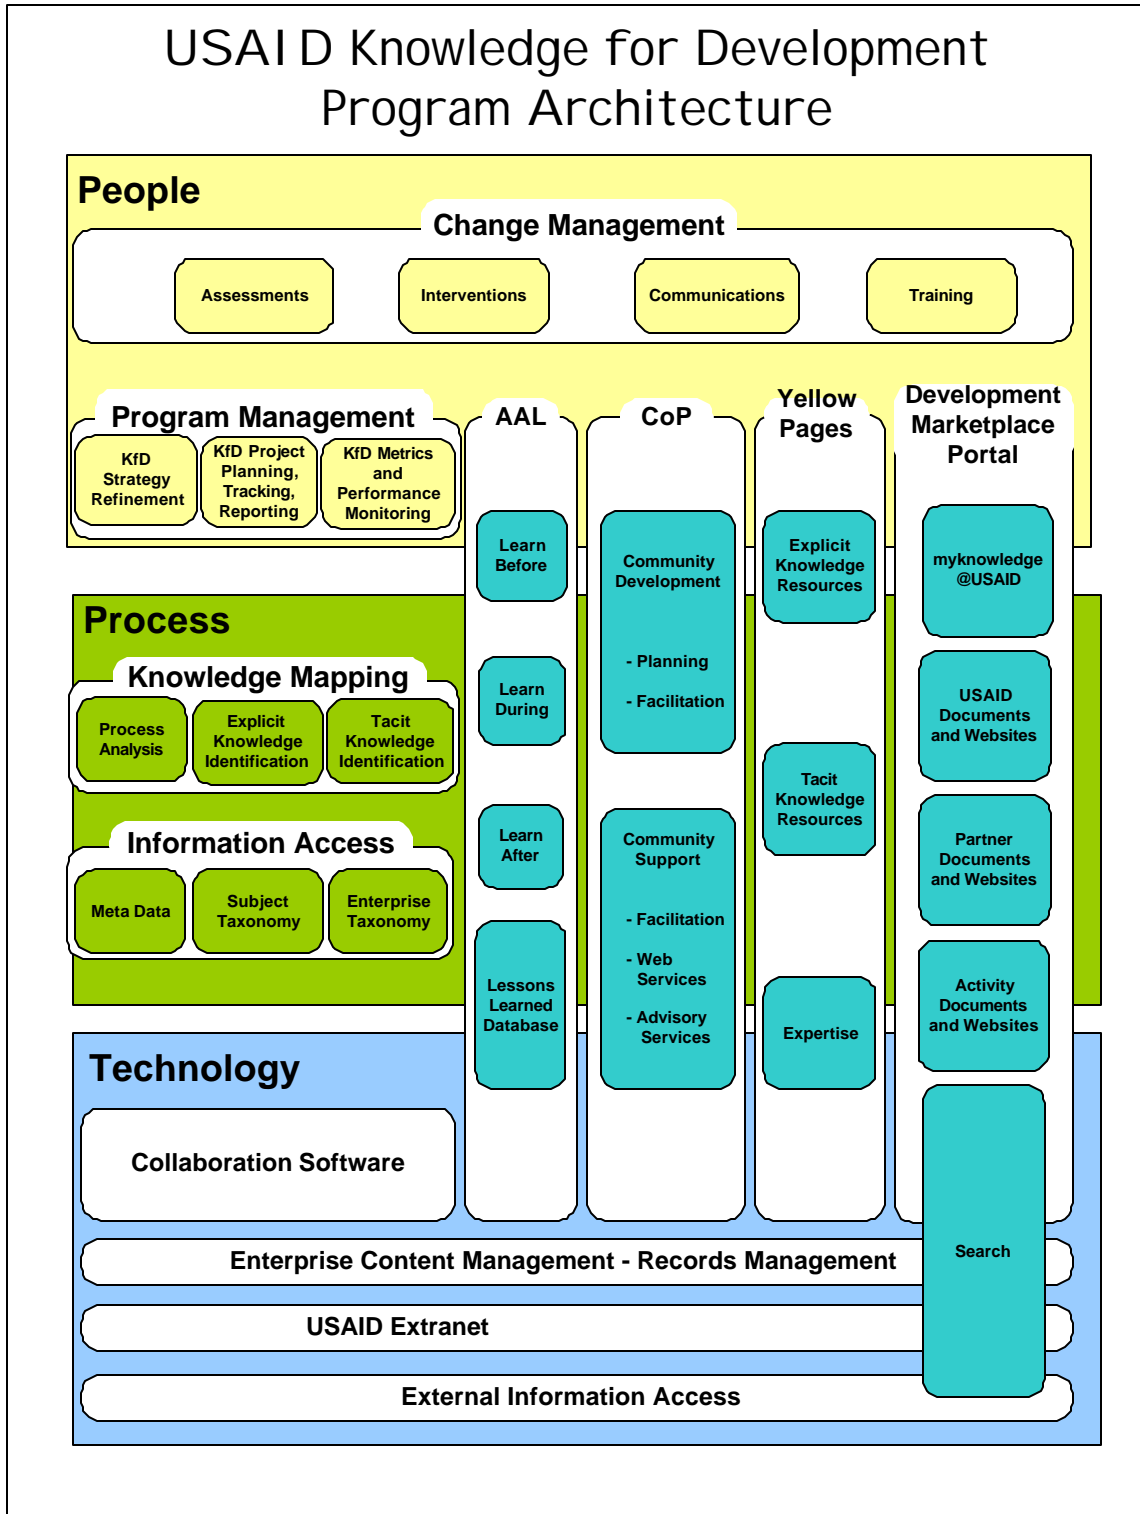 USAID Knowledge for Development
Program Architecture
People
Change Management
Assessments
Interventions
Communications
Training
Program Management
KfD
Strategy
Refinement
KfD Project
Planning,
Tracking,
Reporting
KfD Metrics
and
Performance
Monitoring
AAL
CoP
Yellow
Pages
Development
Marketplace
Portal
Learn
Before
Community
Development
- Planning
- Facilitation
Explicit
Knowledge
Resources
myknowledge
@USAID
Process
Knowledge Mapping
Process
Analysis
Explicit
Knowledge
Identification
Tacit
Knowledge
Identification
Learn
During
USAID
Documents
and Websites
Tacit
Knowledge
Resources
Information Access
Meta Data
Subject
Taxonomy
Enterprise
Taxonomy
Learn
After
Community
Support
- Facilitation
- Web
Services
- Advisory
Services
Partner
Documents
and Websites
Lessons
Learned
Database
Expertise
Activity
Documents
and Websites
Technology
Collaboration Software
Search
Enterprise Content Management - Records Management
USAID Extranet
External Information Access